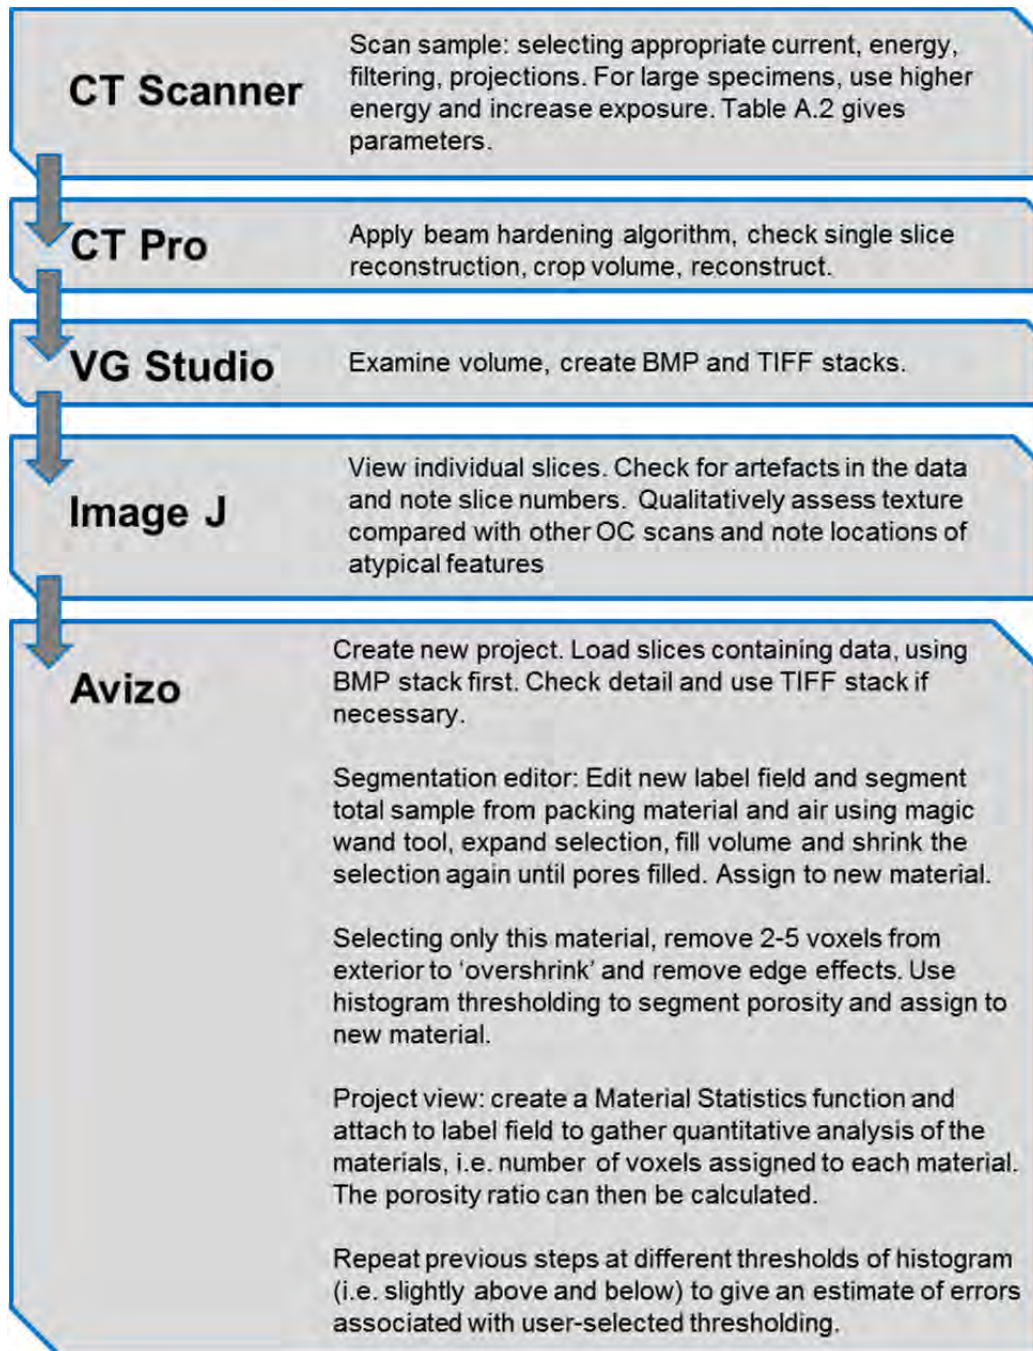 CT Scanner
Scan sample: selecting appropriate current, energy,
filtering, projections. For large specimens, use higher
energy and increase exposure. Table A.2 gives
parameters.
CT Pro
Apply beam hardening algorithm, check single slice
reconstruction, crop volume, reconstruct.
VG Studio
Examine volume, create BMP and TIFF stacks.
Image J
View individual slices. Check for artefacts in the data
and note slice numbers. Qualitatively assess texture
compared with other OC scans and note locations of
atypical features
Avizo
Create new project. Load slices containing data, using
BMP stack first. Check detail and use TIFF stack if
necessary.
Segmentation editor: Edit new label field and segment
total sample from packing material and air using magic
wand tool, expand selection, fill volume and shrink the
selection again until pores filled. Assign to new material.
Selecting only this material, remove 2-5 voxels from
exterior to ‘overshrink’ and remove edge effects. Use
histogram thresholding to segment porosity and assign to
new material.
Project view: create a Material Statistics function and
attach to label field to gather quantitative analysis of the
materials, i.e. number of voxels assigned to each material.
The porosity ratio can then be calculated.
Repeat previous steps at different thresholds of histogram
(i.e. slightly above and below) to give an estimate of errors
associated with user-selected thresholding.